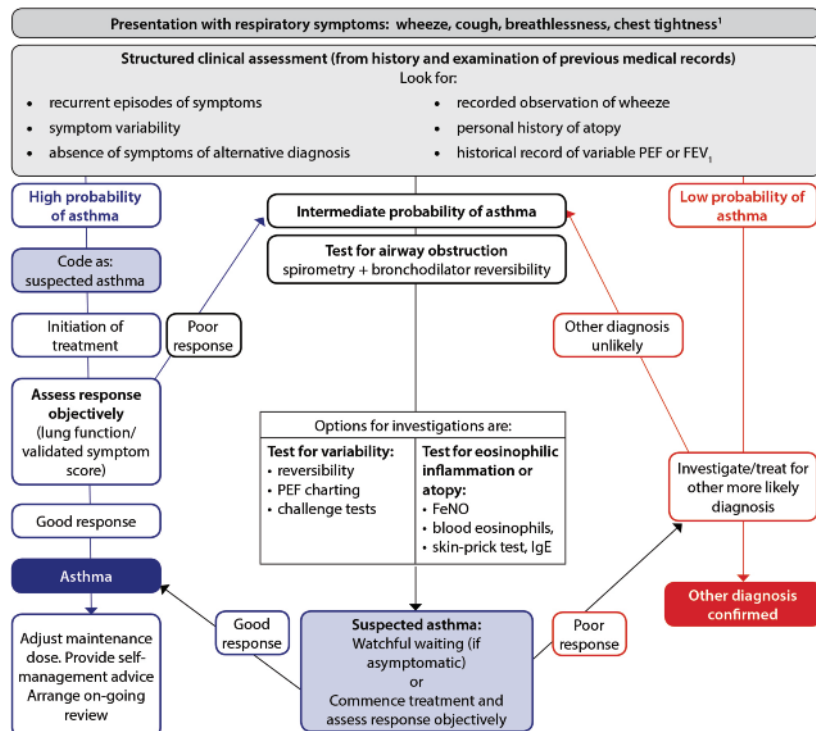 Presentation with respiratory symptoms: wheeze, cough, breathlessness, chest tightness¹
Structured clinical assessment (from history and examination of previous medical records)
Look for:
• recurrent episodes of symptoms
• symptom variability
• absence of symptoms of alternative diagnosis
• recorded observation of wheeze
• personal history of atopy
• historical record of variable PEF or FEV₁
High probability
of asthma
Intermediate probability of asthma
Low probability of
asthma
Test for airway obstruction
spirometry + bronchodilator reversibility
Code as:
suspected asthma
Initiation of
treatment
Poor
response
Other diagnosis
unlikely
Assess response
objectively
(lung function/
validated symptom
score)
Options for investigations are:
Test for variability:
• reversibility
• PEF charting
• challenge tests
Test for eosinophilic
inflammation or
atopy:
• FeNO
• blood eosinophils,
• skin-prick test, IgE
Investigate/treat for
other more likely
diagnosis
Good response
Asthma
Other diagnosis
confirmed
Good
response
Suspected asthma:
Watchful waiting (if
asymptomatic)
or
Commence treatment and
assess response objectively
Poor
response
Adjust maintenance
dose. Provide self-
management advice
Arrange on-going
review